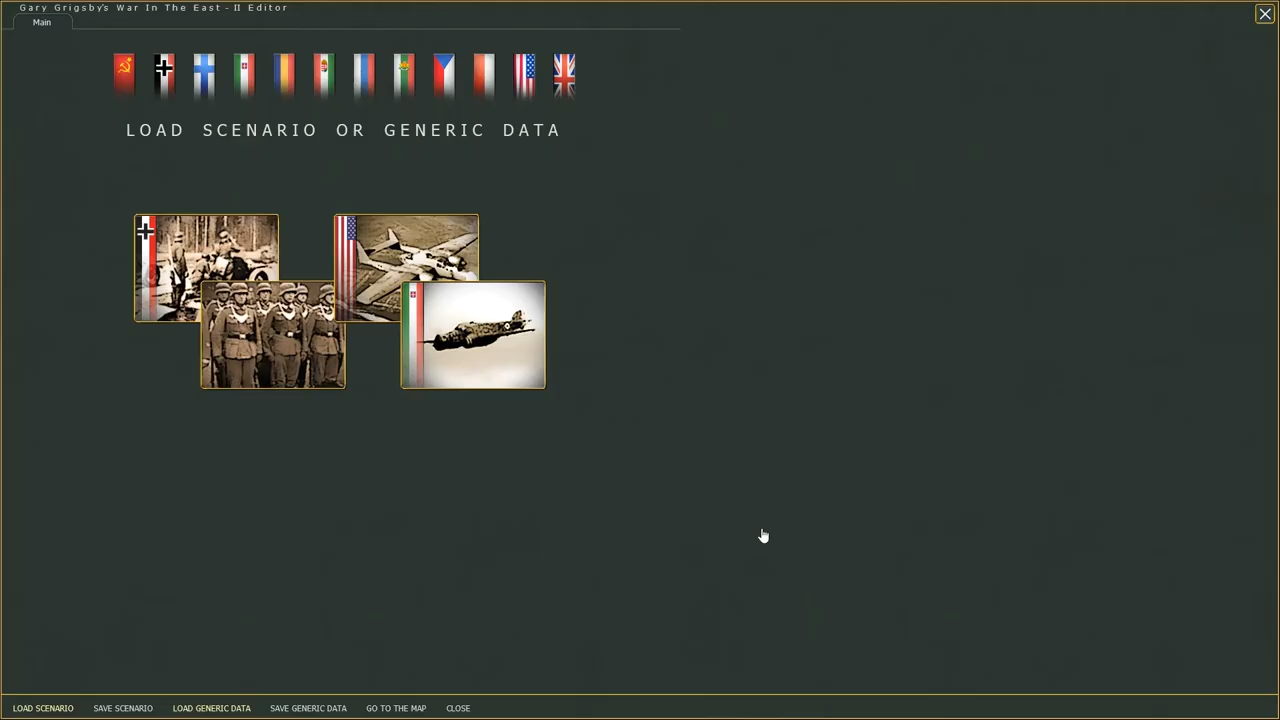 Gary Grigsby's War In The East - II Editor
Main
LOAD SCENARIO OR GENERIC DATA
LOAD SCENARIO SAVE SCENARIO LOAD GENERIC DATA SAVE GENERIC DATA GO TO THE MAP CLOSE